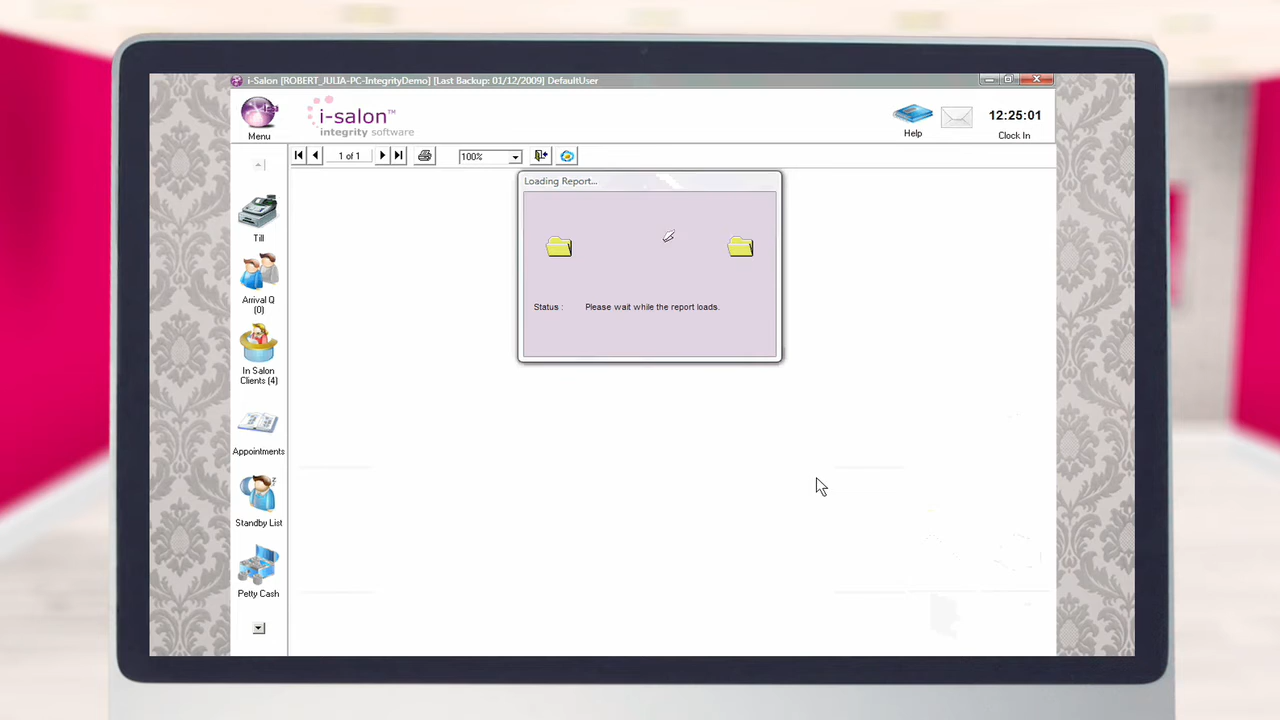 i-Salon [ROBERT_JULIA-PC-IntegrityDemo] [Last Backup: 01/12/2009] DefaultUser
Menu
i-salon™
integrity software
Help
12:25:01
Clock In
1 of 1
100%
Loading Report...
Status : Please wait while the report loads.
Till
Arrival Q
(0)
In Salon
Clients (4)
Appointments
Standby List
Petty Cash